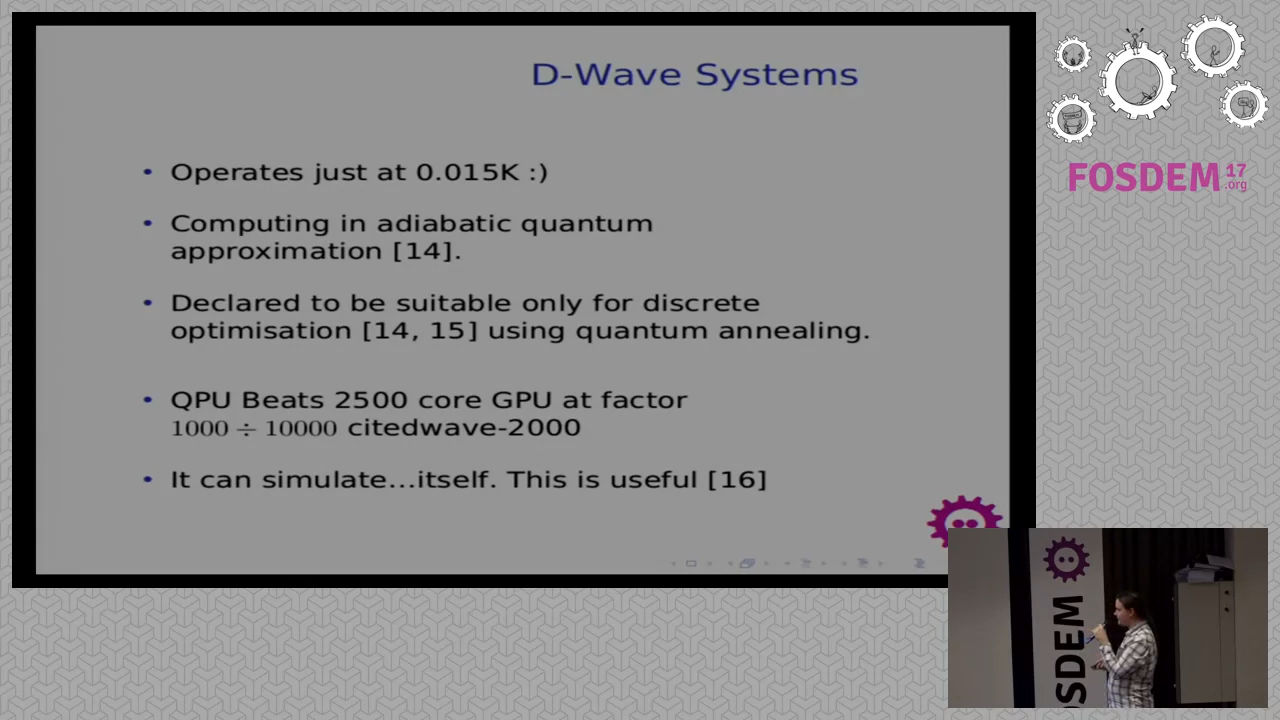 D-Wave Systems
• Operates just at 0.015K :)
• Computing in adiabatic quantum
approximation [14].
• Declared to be suitable only for discrete
optimisation [14, 15] using quantum annealing.
• QPU Beats 2500 core GPU at factor
1000 ÷ 10000 citedwave-2000
• It can simulate...itself. This is useful [16]
FOSDEM 17
.org
OSDEM